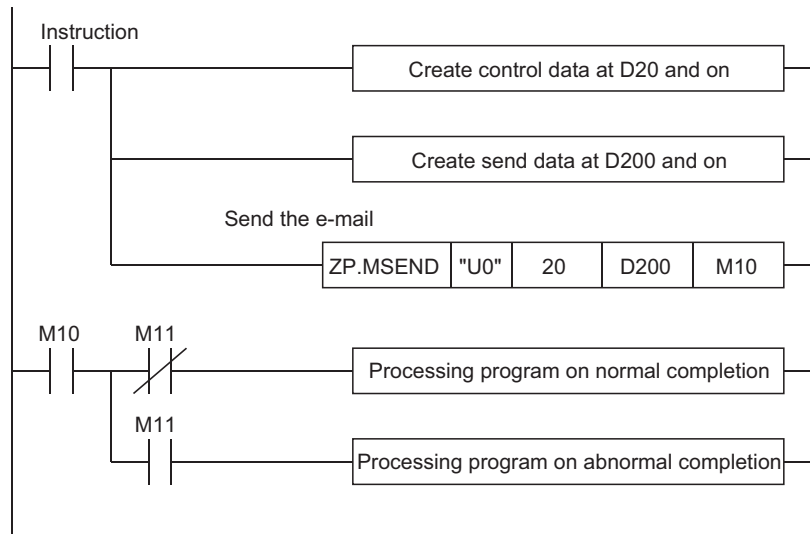 Instruction
Create control data at D20 and on
Create send data at D200 and on
Send the e-mail
ZP.MSEND "U0" 20 D200 M10
M10 M11
Processing program on normal completion
M11
Processing program on abnormal completion